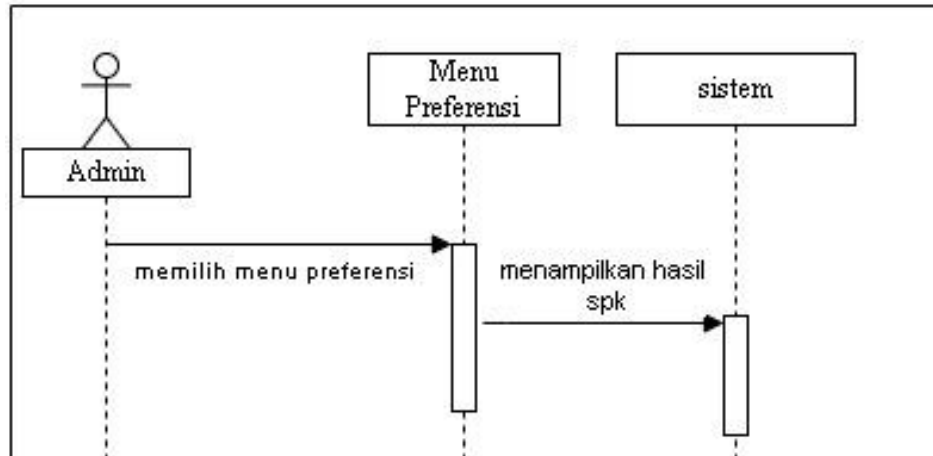 Menu
Preferensi
sistem
Admin
memilih menu preferensi
menampilkan hasil
spk